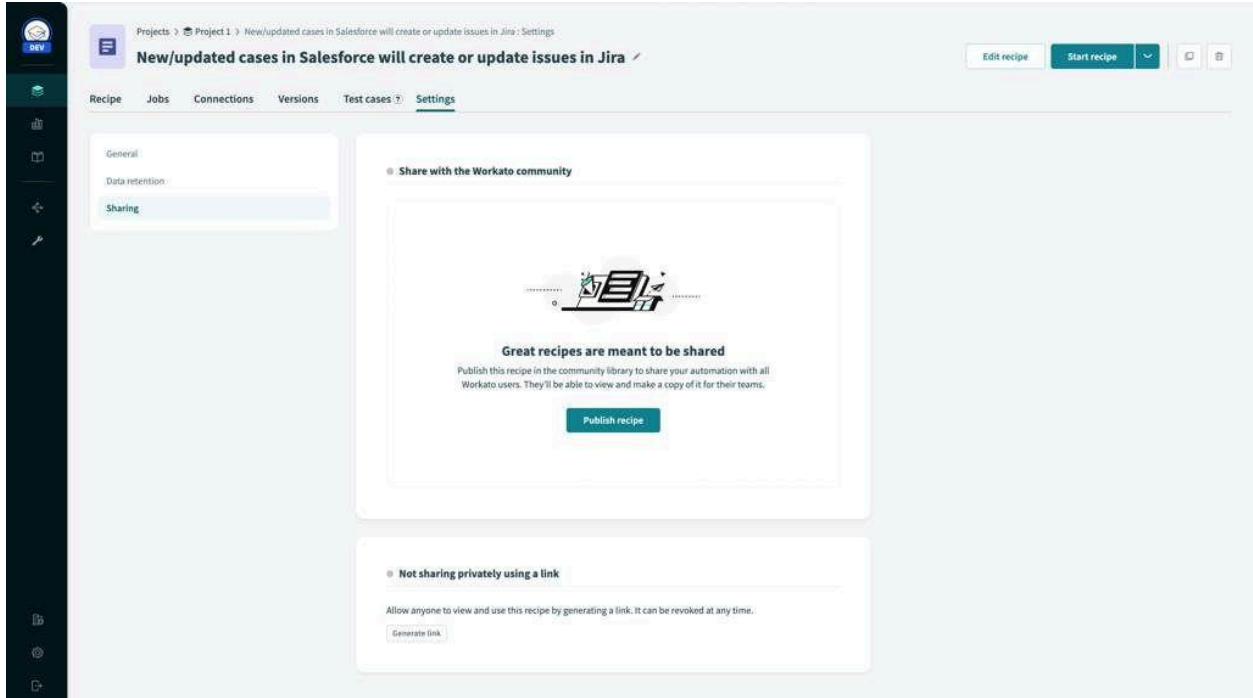 DEV
Projects > Project 1 > New/updated cases in Salesforce will create or update issues in Jira : Settings
New/updated cases in Salesforce will create or update issues in Jira
Edit recipe
Start recipe
Recipe Jobs Connections Versions Test cases ? Settings
General
Data retention
Sharing
Share with the Workato community
Great recipes are meant to be shared
Publish this recipe in the community library to share your automation with all
Workato users. They'll be able to view and make a copy of it for their teams.
Publish recipe
Not sharing privately using a link
Allow anyone to view and use this recipe by generating a link. It can be revoked at any time.
Generate link